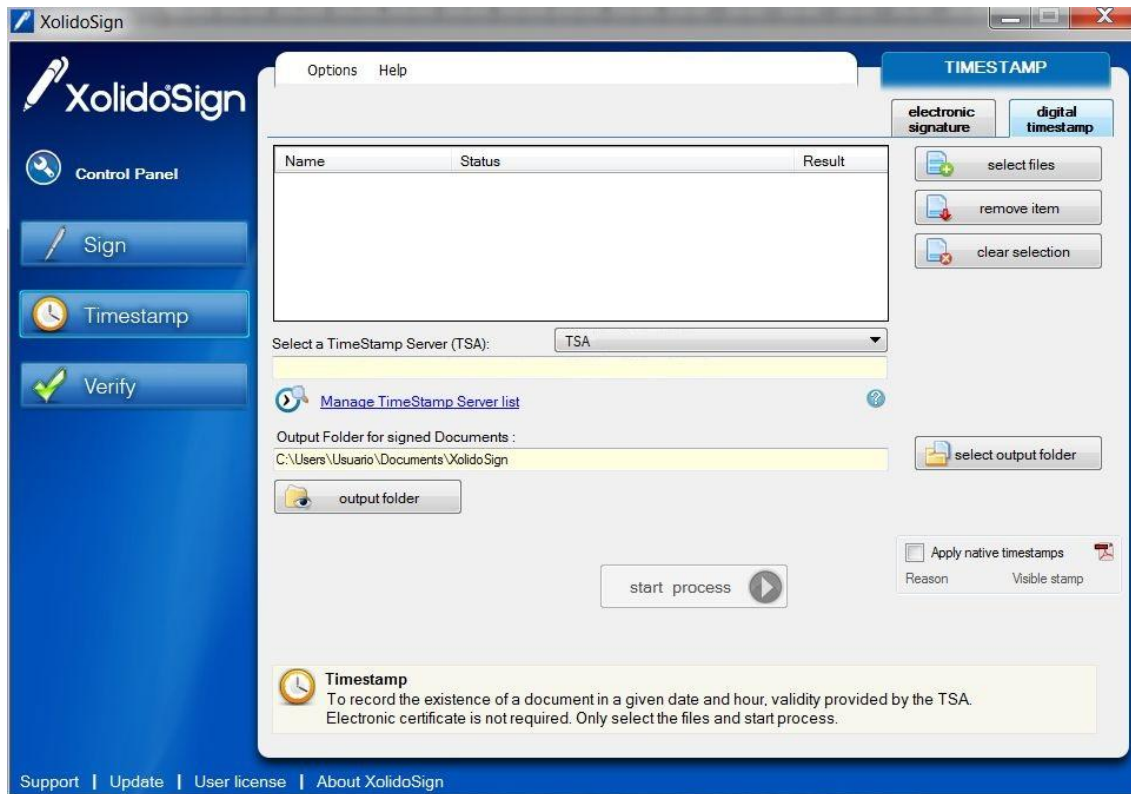 XolidoSign
XolidoSign
Options Help
TIMESTAMP
electronic signature
digital timestamp
Control Panel
Sign
Timestamp
Verify
Name Status Result
select files
remove item
clear selection
Select a TimeStamp Server (TSA): TSA
Manage TimeStamp Server list
Output Folder for signed Documents :
C:\Users\Usuario\Documents\XolidoSign
select output folder
output folder
Apply native timestamps
Reason Visible stamp
start process
Timestamp
To record the existence of a document in a given date and hour, validity provided by the TSA.
Electronic certificate is not required. Only select the files and start process.
Support | Update | User license | About XolidoSign